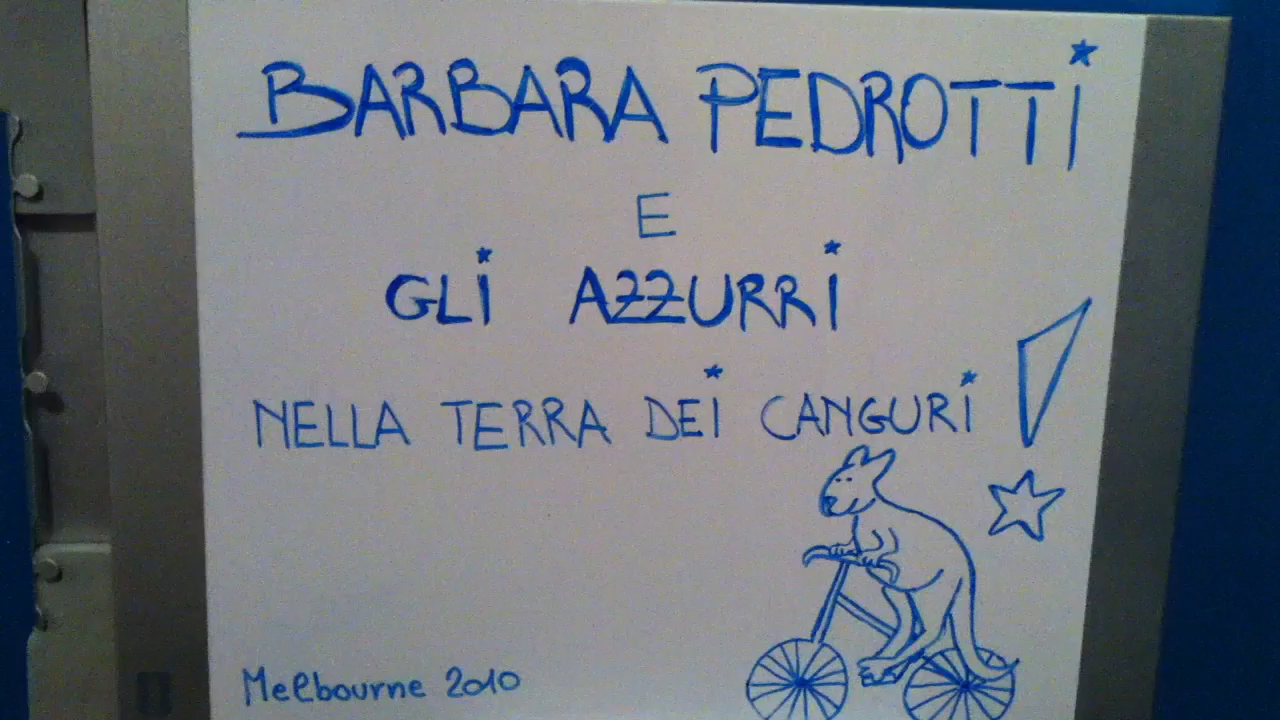 BARBARA PEDROTTi
E
GLi AZZURRi
NELLA TERRA DEi CANGURi !
Melbourne 2010